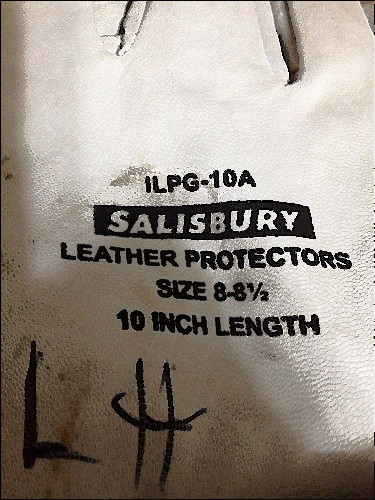 ILPG-10A
SALISBURY
LEATHER PROTECTORS
SIZE 8-8½
10 INCH LENGTH
L H